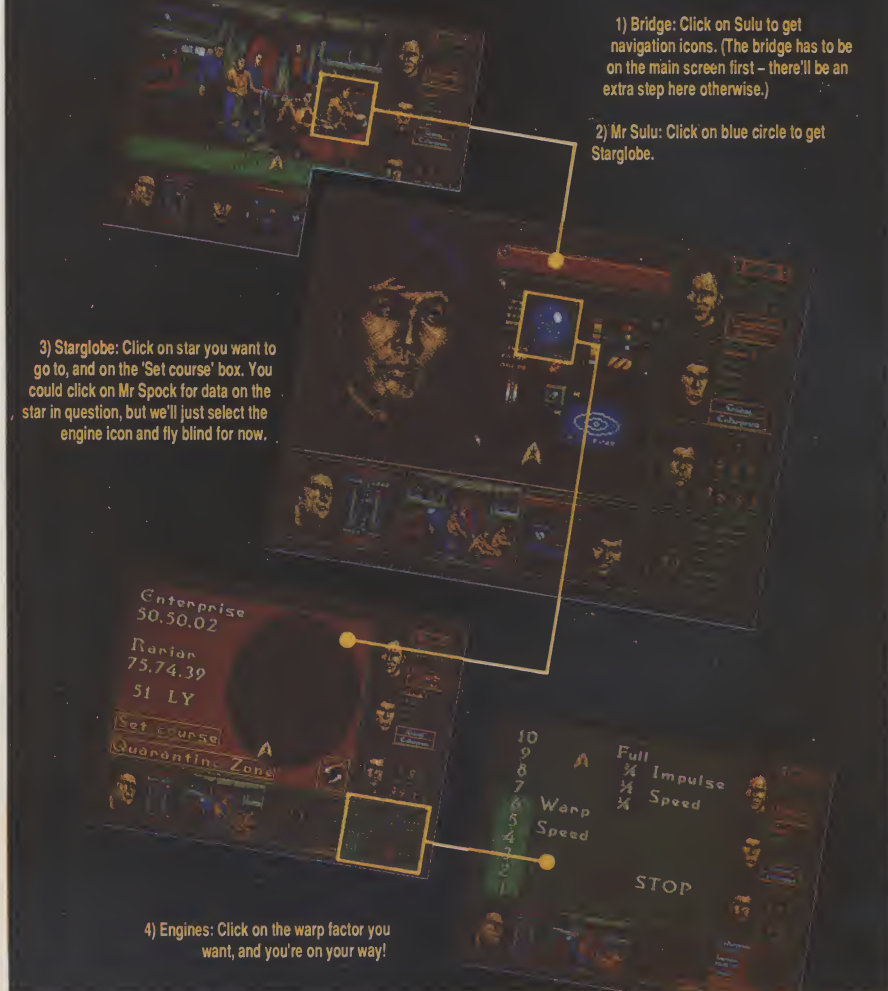 1) Bridge: Click on Sulu to get
navigation icons. (The bridge has to be
on the main screen first – there'll be an
extra step here otherwise.)
2) Mr Sulu: Click on blue circle to get
Starglobe.
3) Starglobe: Click on star you want to
go to, and on the 'Set course' box. You
could click on Mr Spock for data on the
star in question, but we'll just select the
engine icon and fly blind for now.
Enterprise
50.50.02
Rariar
75.74.39
51 LY
Set course
Quarantine Zone
10
9
8
7
6
5
4
3
2
1
Warp
Speed
Full
¾
½
¼
Impulse
Speed
STOP
13
4) Engines: Click on the warp factor you
want, and you're on your way!